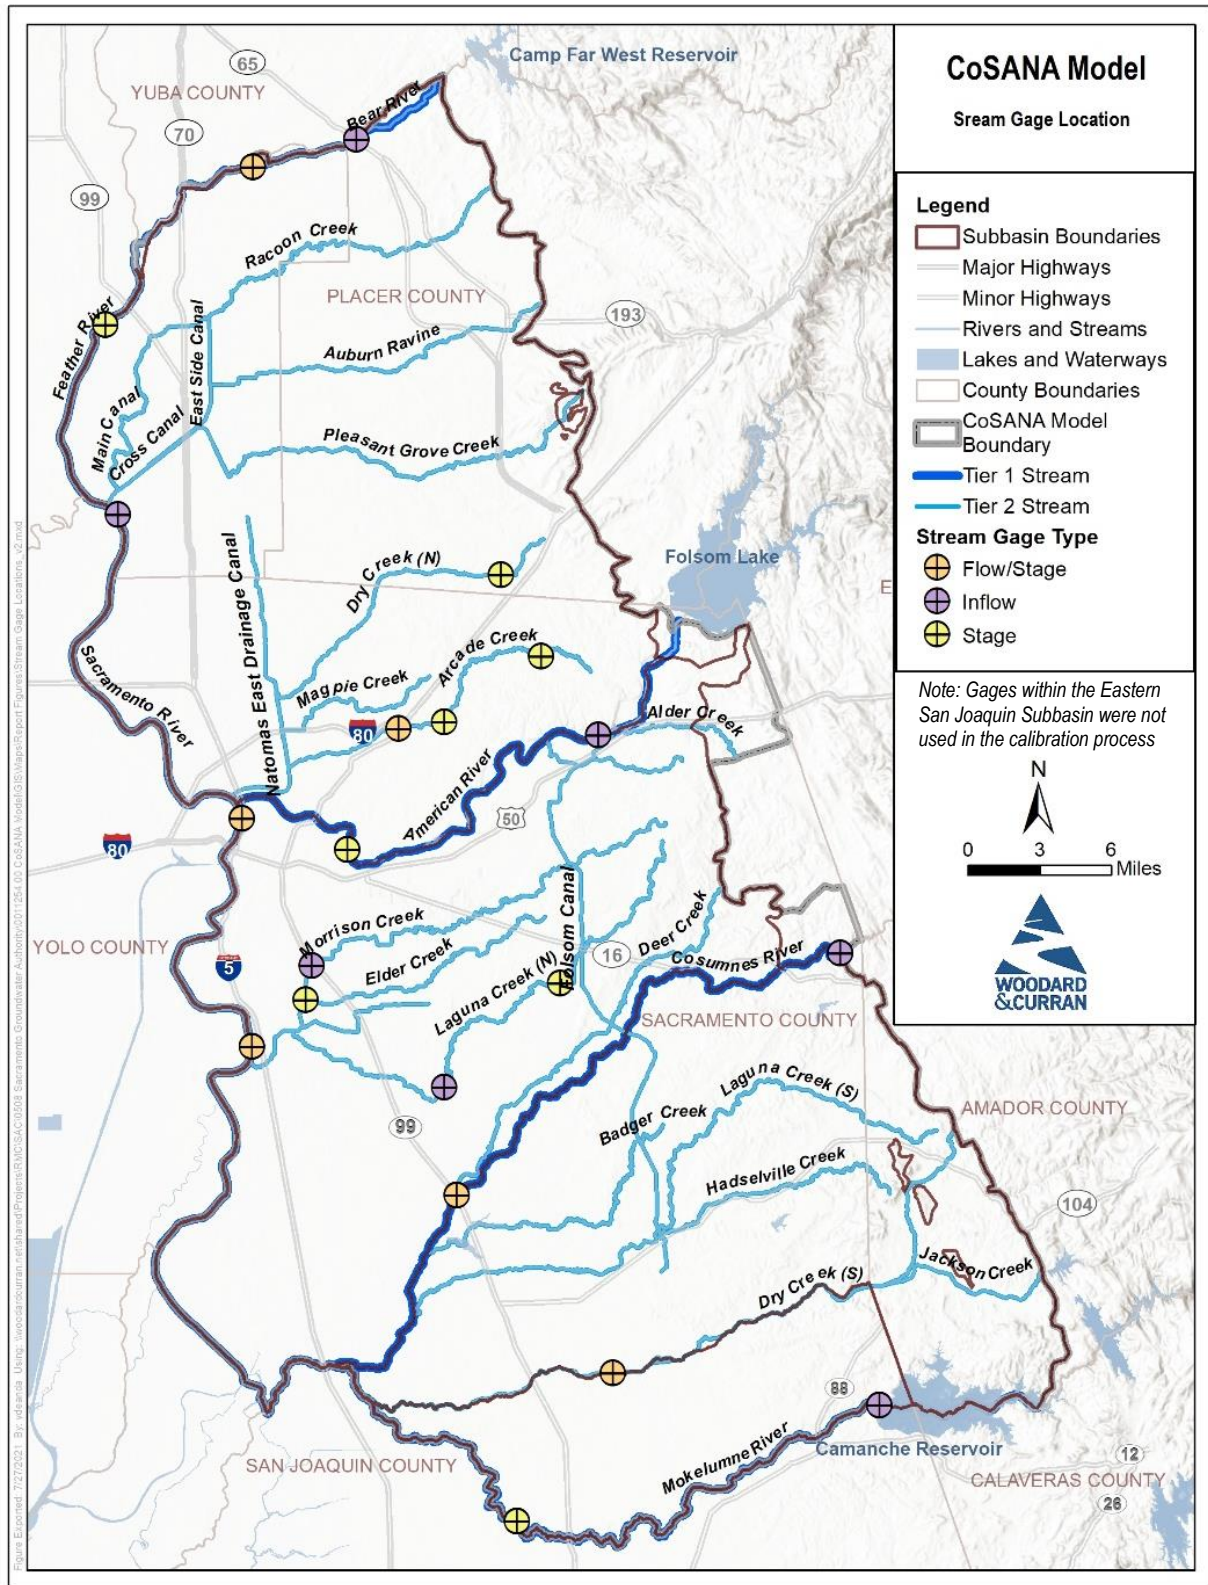 CoSANA Model
Sream Gage Location
Legend
Subbasin Boundaries
Major Highways
Minor Highways
Rivers and Streams
Lakes and Waterways
County Boundaries
CoSANA Model
Boundary
Tier 1 Stream
Tier 2 Stream
Stream Gage Type
Flow/Stage
Inflow
Stage
Note: Gages within the Eastern
San Joaquin Subbasin were not
used in the calibration process
N
0 3 6
Miles
WOODARD
&CURRAN
Camp Far West Reservoir
65
YUBA COUNTY
Bear River
70
99
Racoon Creek
PLACER COUNTY
193
Feather River
East Side Canal
Auburn Ravine
Main Canal
Cross Canal
Pleasant Grove Creek
Folsom Lake
E
Dry Creek (N)
Natomas East Drainage Canal
Sacramento River
Arcade Creek
Magpie Creek
80
Alder Creek
American River
50
80
Morrison Creek
Folsom Canal
Deer Creek
YOLO COUNTY
5
Elder Creek
16
Cosumnes River
Laguna Creek (N)
SACRAMENTO COUNTY
Laguna Creek (S)
AMADOR COUNTY
99
Badger Creek
Hadselville Creek
104
Jackson Creek
Dry Creek (S)
88
Camanche Reservoir
SAN JOAQUIN COUNTY
Mokelumne River
12
CALAVERAS COUNTY
26